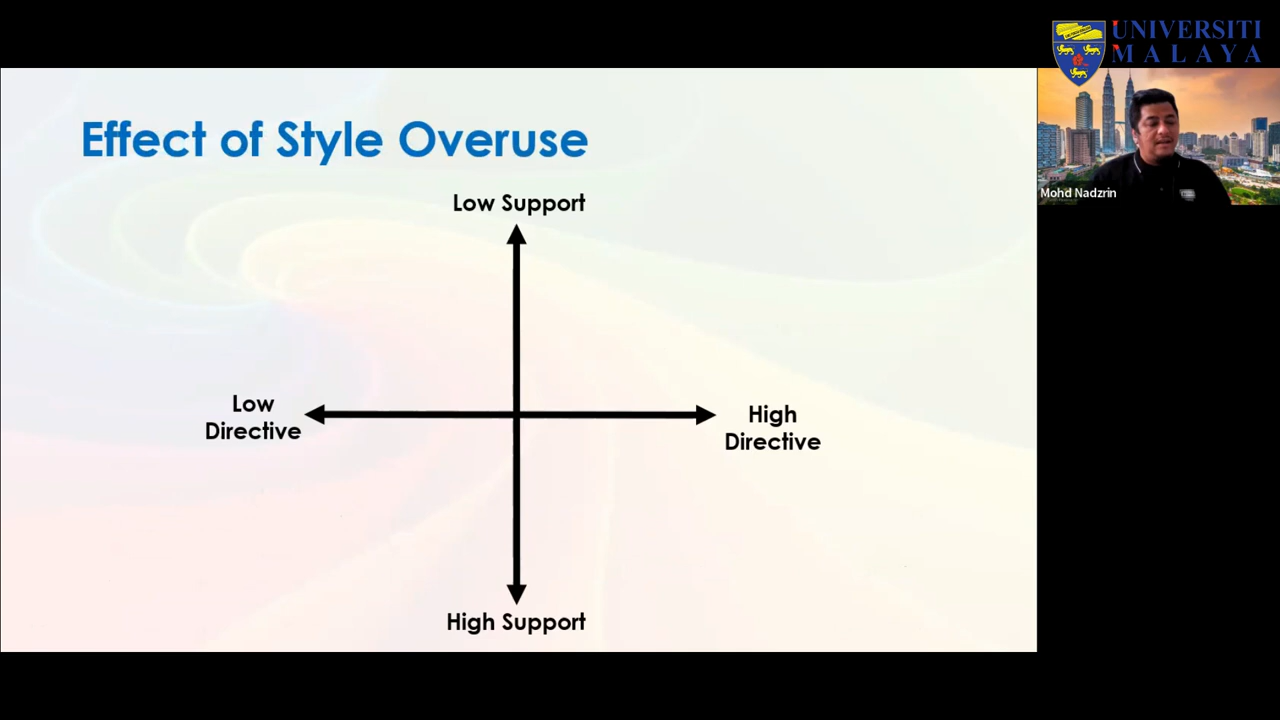 UNIVERSITI
MALAYA
Effect of Style Overuse
Mohd Nadzrin
Low Support
Low
Directive
High
Directive
High Support